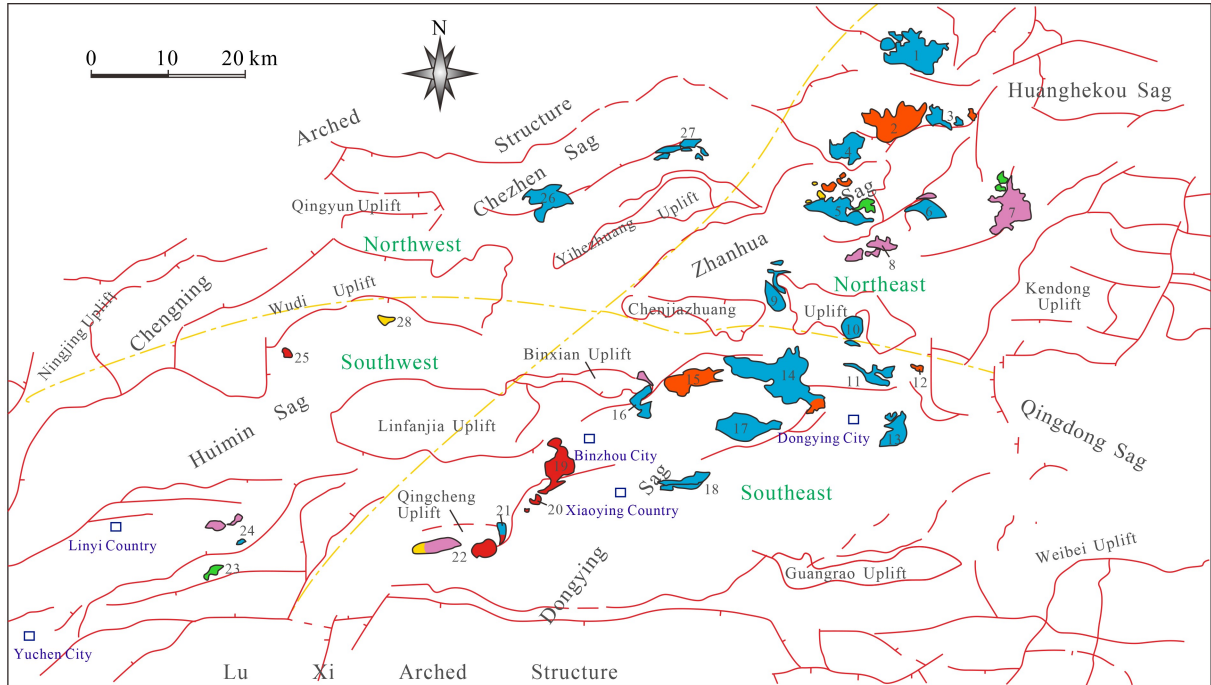 N
0 10 20 km
1
Huanghekou Sag
Arched Structure
Sag
2
3
27
4
Chezhen
Sag
26
Qingyun Uplift
5
6
7
Yihezhuang Uplift
Northwest
Zhanhua
8
Northeast
Chengning
Wudi Uplift
Kendong
Uplift
9
Ningjing Uplift
28
Chenjiazhuang Uplift
10
25
Southwest
Binxian Uplift
14
11
12
15
16
Huimin Sag
Linfanjia Uplift
17
Dongying City
13
Qingdong Sag
Binzhou City
19
Sag
18
Southeast
Qingcheng
Uplift
21
20
Xiaoying Country
24
Linyi Country
22
Weibei Uplift
23
Guangrao Uplift
Dongying
Yuchen City
Lu Xi Arched Structure